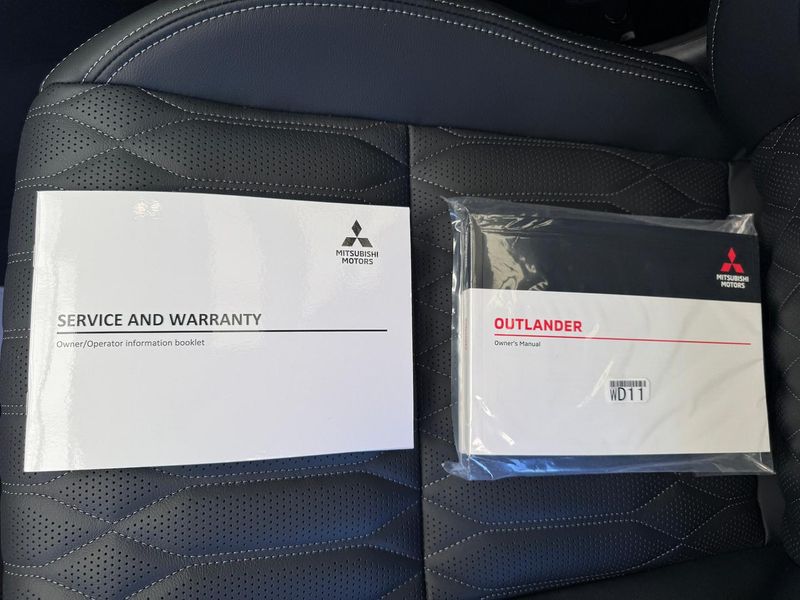 MITSUBISHI
MOTORS
SERVICE AND WARRANTY
Owner/Operator information booklet
MITSUBISHI
MOTORS
OUTLANDER
Owner's Manual
WD11